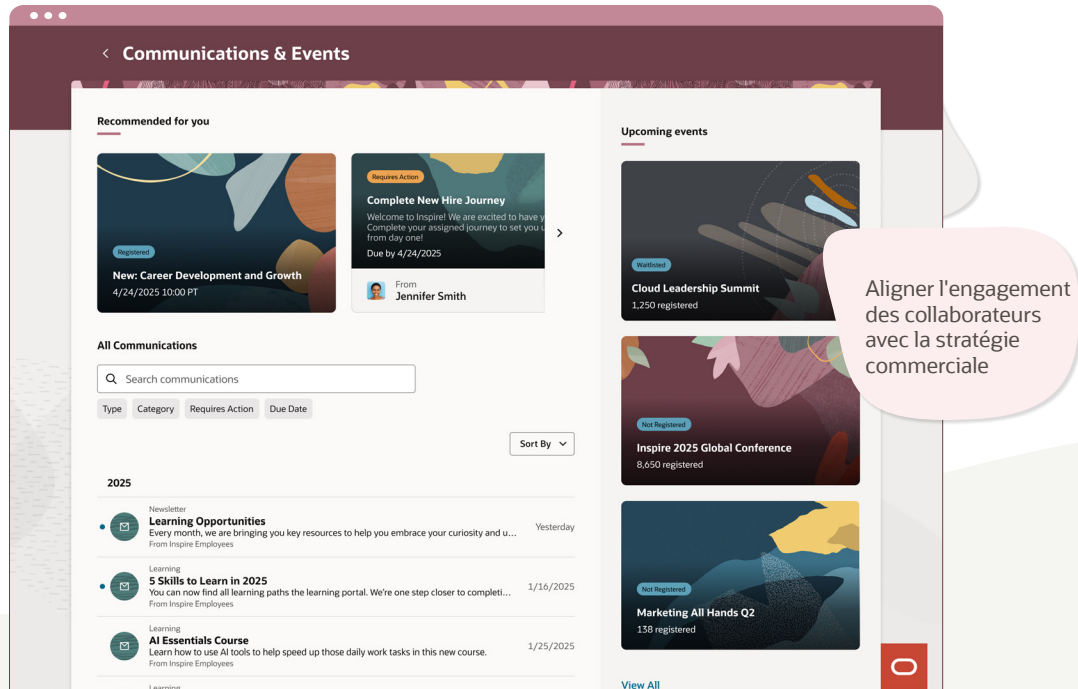 Communications & Events
Recommended for you
Registered
New: Career Development and Growth
4/24/2025 10:00 PT
Requires Action
Complete New Hire Journey
Welcome to Inspire! We are excited to have y
Complete your assigned journey to set you u
from day one!
Due by 4/24/2025
From
Jennifer Smith
All Communications
Search communications
Type Category Requires Action Due Date
Sort By
2025
Newsletter
Learning Opportunities
Every month, we are bringing you key resources to help you embrace your curiosity and u...
From Inspire Employees
Yesterday
Learning
5 Skills to Learn in 2025
You can now find all learning paths the learning portal. We're one step closer to completi...
From Inspire Employees
1/16/2025
Learning
AI Essentials Course
Learn how to use AI tools to help speed up those daily work tasks in this new course.
From Inspire Employees
1/25/2025
Learning
Upcoming events
Waitlisted
Cloud Leadership Summit
1,250 registered
Not Registered
Inspire 2025 Global Conference
8,650 registered
Not Registered
Marketing All Hands Q2
138 registered
View All
Aligner l'engagement
des collaborateurs
avec la stratégie
commerciale